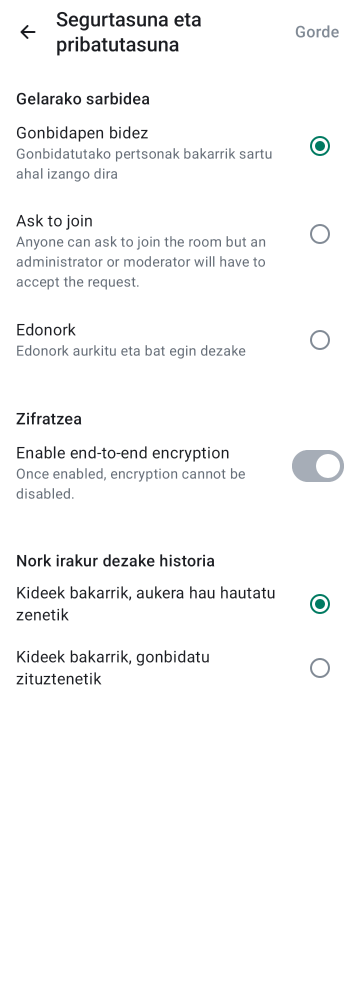 Segurtasuna eta
pribatutasuna
Gorde
Gelarako sarbidea
Gonbidapen bidez
Gonbidatutako pertsonak bakarrik sartu
ahal izango dira
Ask to join
Anyone can ask to join the room but an
administrator or moderator will have to
accept the request.
Edonork
Edonork aurkitu eta bat egin dezake
Zifratzea
Enable end-to-end encryption
Once enabled, encryption cannot be
disabled.
Nork irakur dezake historia
Kideek bakarrik, aukera hau hautatu
zenetik
Kideek bakarrik, gonbidatu
zituztenetik